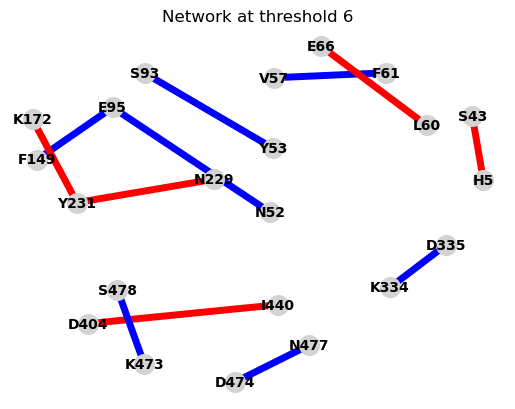 Network at threshold 6
E66
S93
V57
F61
E95
K172
S43
L60
Y53
F149
N229
H5
Y231
N52
D335
K334
S478
I440
D404
N477
K473
D474